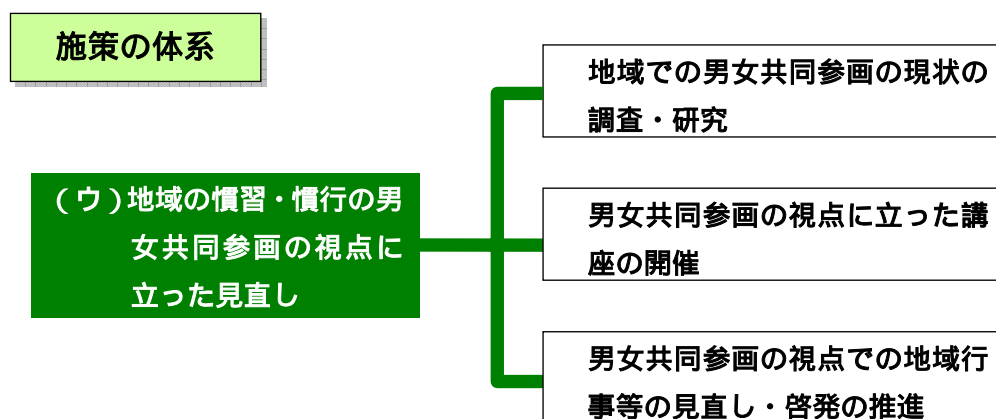 施策の体系
地域での男女共同参画の現状の
調査・研究
（ウ）地域の慣習・慣行の男
女共同参画の視点に
立った見直し
男女共同参画の視点に立った講
座の開催
男女共同参画の視点での地域行
事等の見直し・啓発の推進